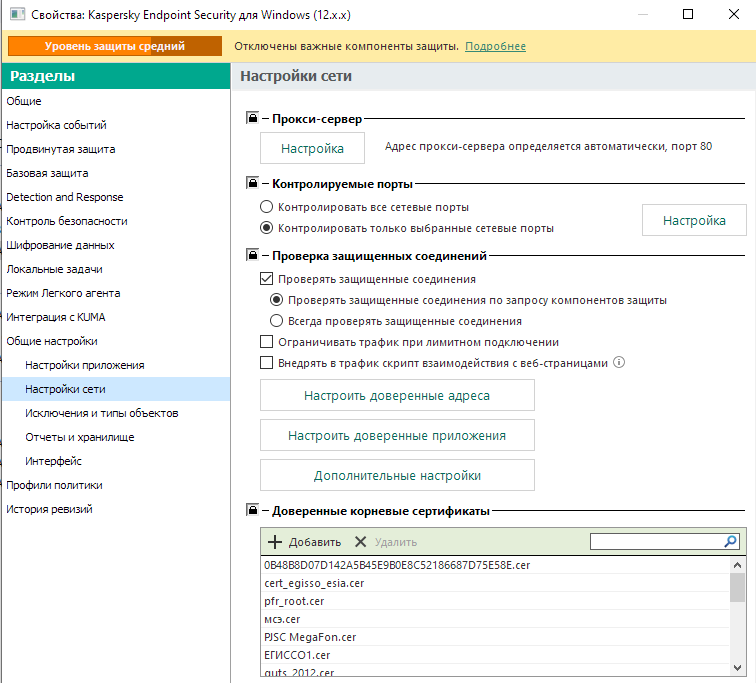 Свойства: Kaspersky Endpoint Security для Windows (12.x.x)
Уровень защиты средний
Отключены важные компоненты защиты. Подробнее
Разделы
Общие
Настройка событий
Продвинутая защита
Базовая защита
Detection and Response
Контроль безопасности
Шифрование данных
Локальные задачи
Режим Легкого агента
Интеграция с KUMA
Общие настройки
Настройки приложения
Настройки сети
Исключения и типы объектов
Отчеты и хранилище
Интерфейс
Профили политики
История ревизий
Настройки сети
Прокси-сервер
Настройка
Адрес прокси-сервера определяется автоматически, порт 80
Контролируемые порты
Контролировать все сетевые порты
Контролировать только выбранные сетевые порты
Настройка
Проверка защищенных соединений
Проверять защищенные соединения
Проверять защищенные соединения по запросу компонентов защиты
Всегда проверять защищенные соединения
Ограничивать трафик при лимитном подключении
Внедрять в трафик скрипт взаимодействия с веб-страницами
Настроить доверенные адреса
Настроить доверенные приложения
Дополнительные настройки
Доверенные корневые сертификаты
Добавить
Удалить
0B48B8D07D142A5B45E9B0E8C52186687D75E58E.cer
cert_egisso_esia.cer
pfr_root.cer
мсэ.cer
PJSC MegaFon.cer
ЕГИССО1.cer
guts_2012.cer